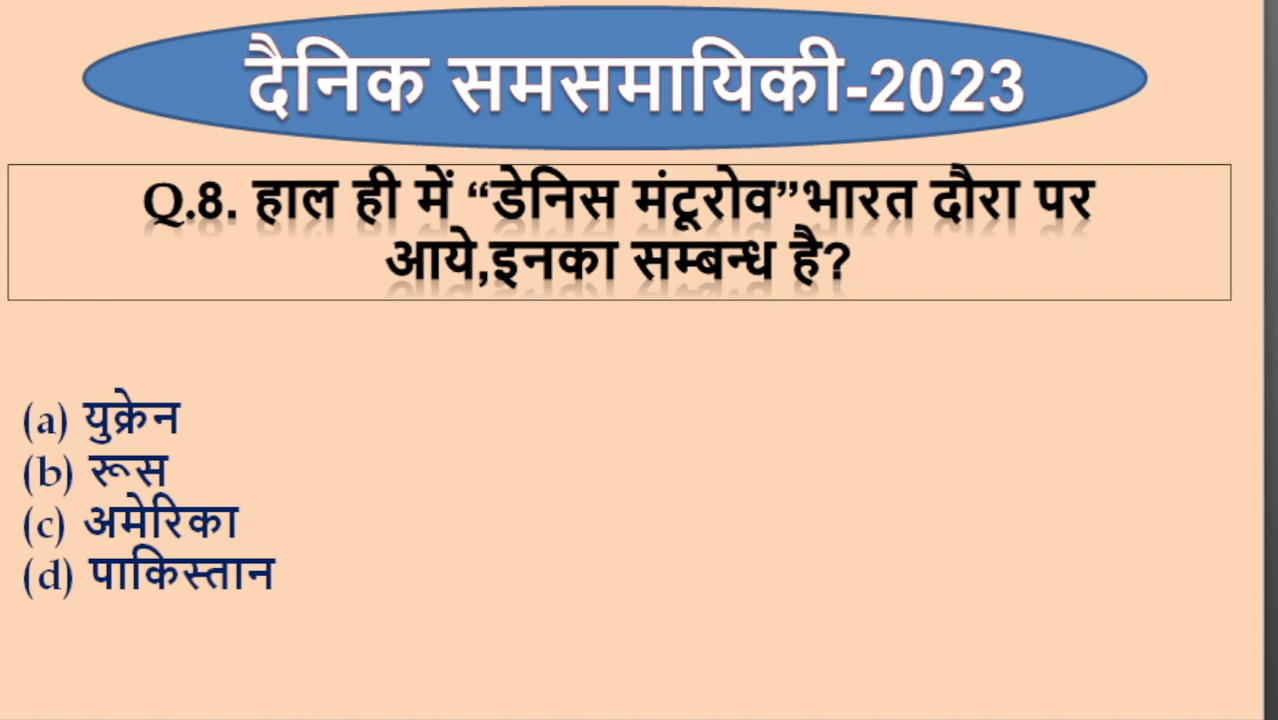 दैनिक समसमायिकी-2023
Q.8. हाल ही में “डेनिस मंटूरोव”भारत दौरा पर
आये,इनका सम्बन्ध है?
(a) युक्रेन
(b) रूस
(c) अमेरिका
(d) पाकिस्तान